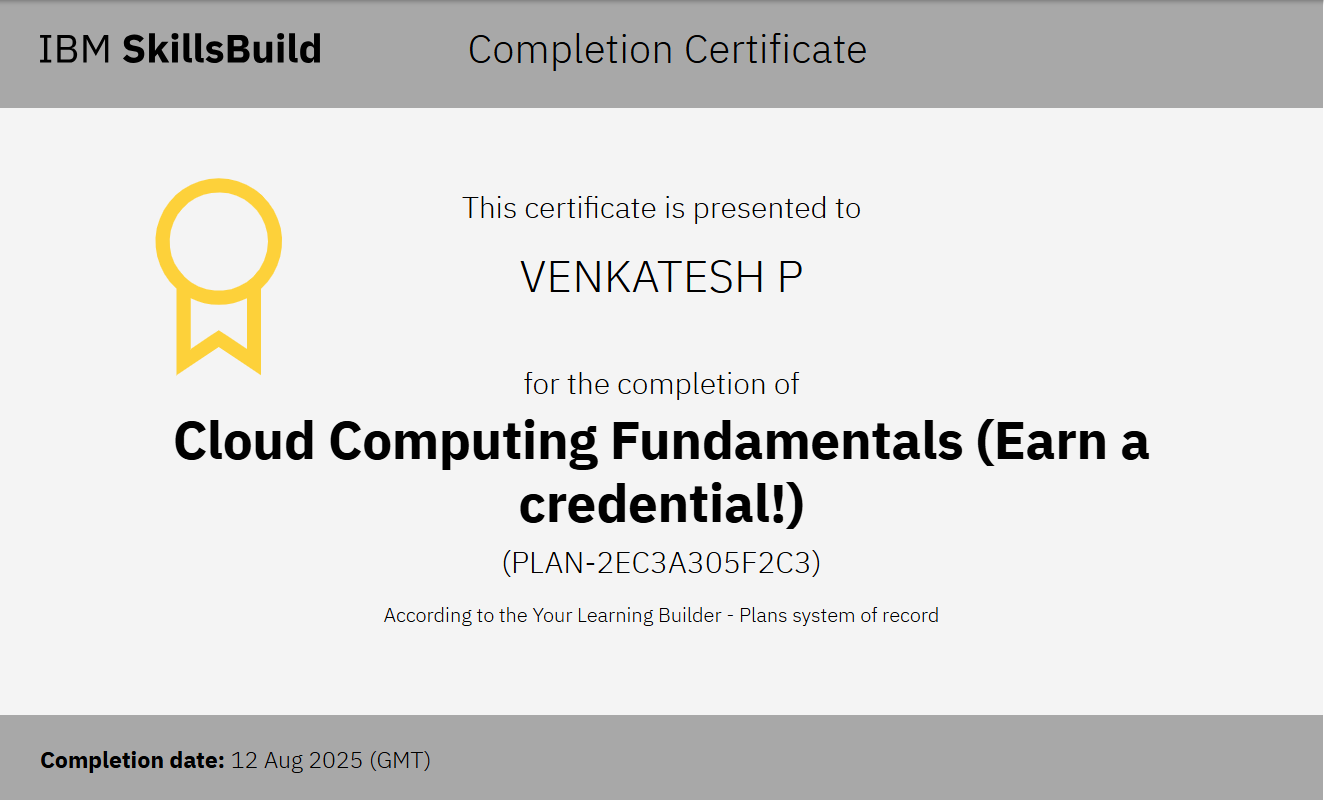 IBM SkillsBuild
Completion Certificate
This certificate is presented to
VENKATESH P
for the completion of
Cloud Computing Fundamentals (Earn a
credential!)
(PLAN-2EC3A305F2C3)
According to the Your Learning Builder - Plans system of record
Completion date: 12 Aug 2025 (GMT)